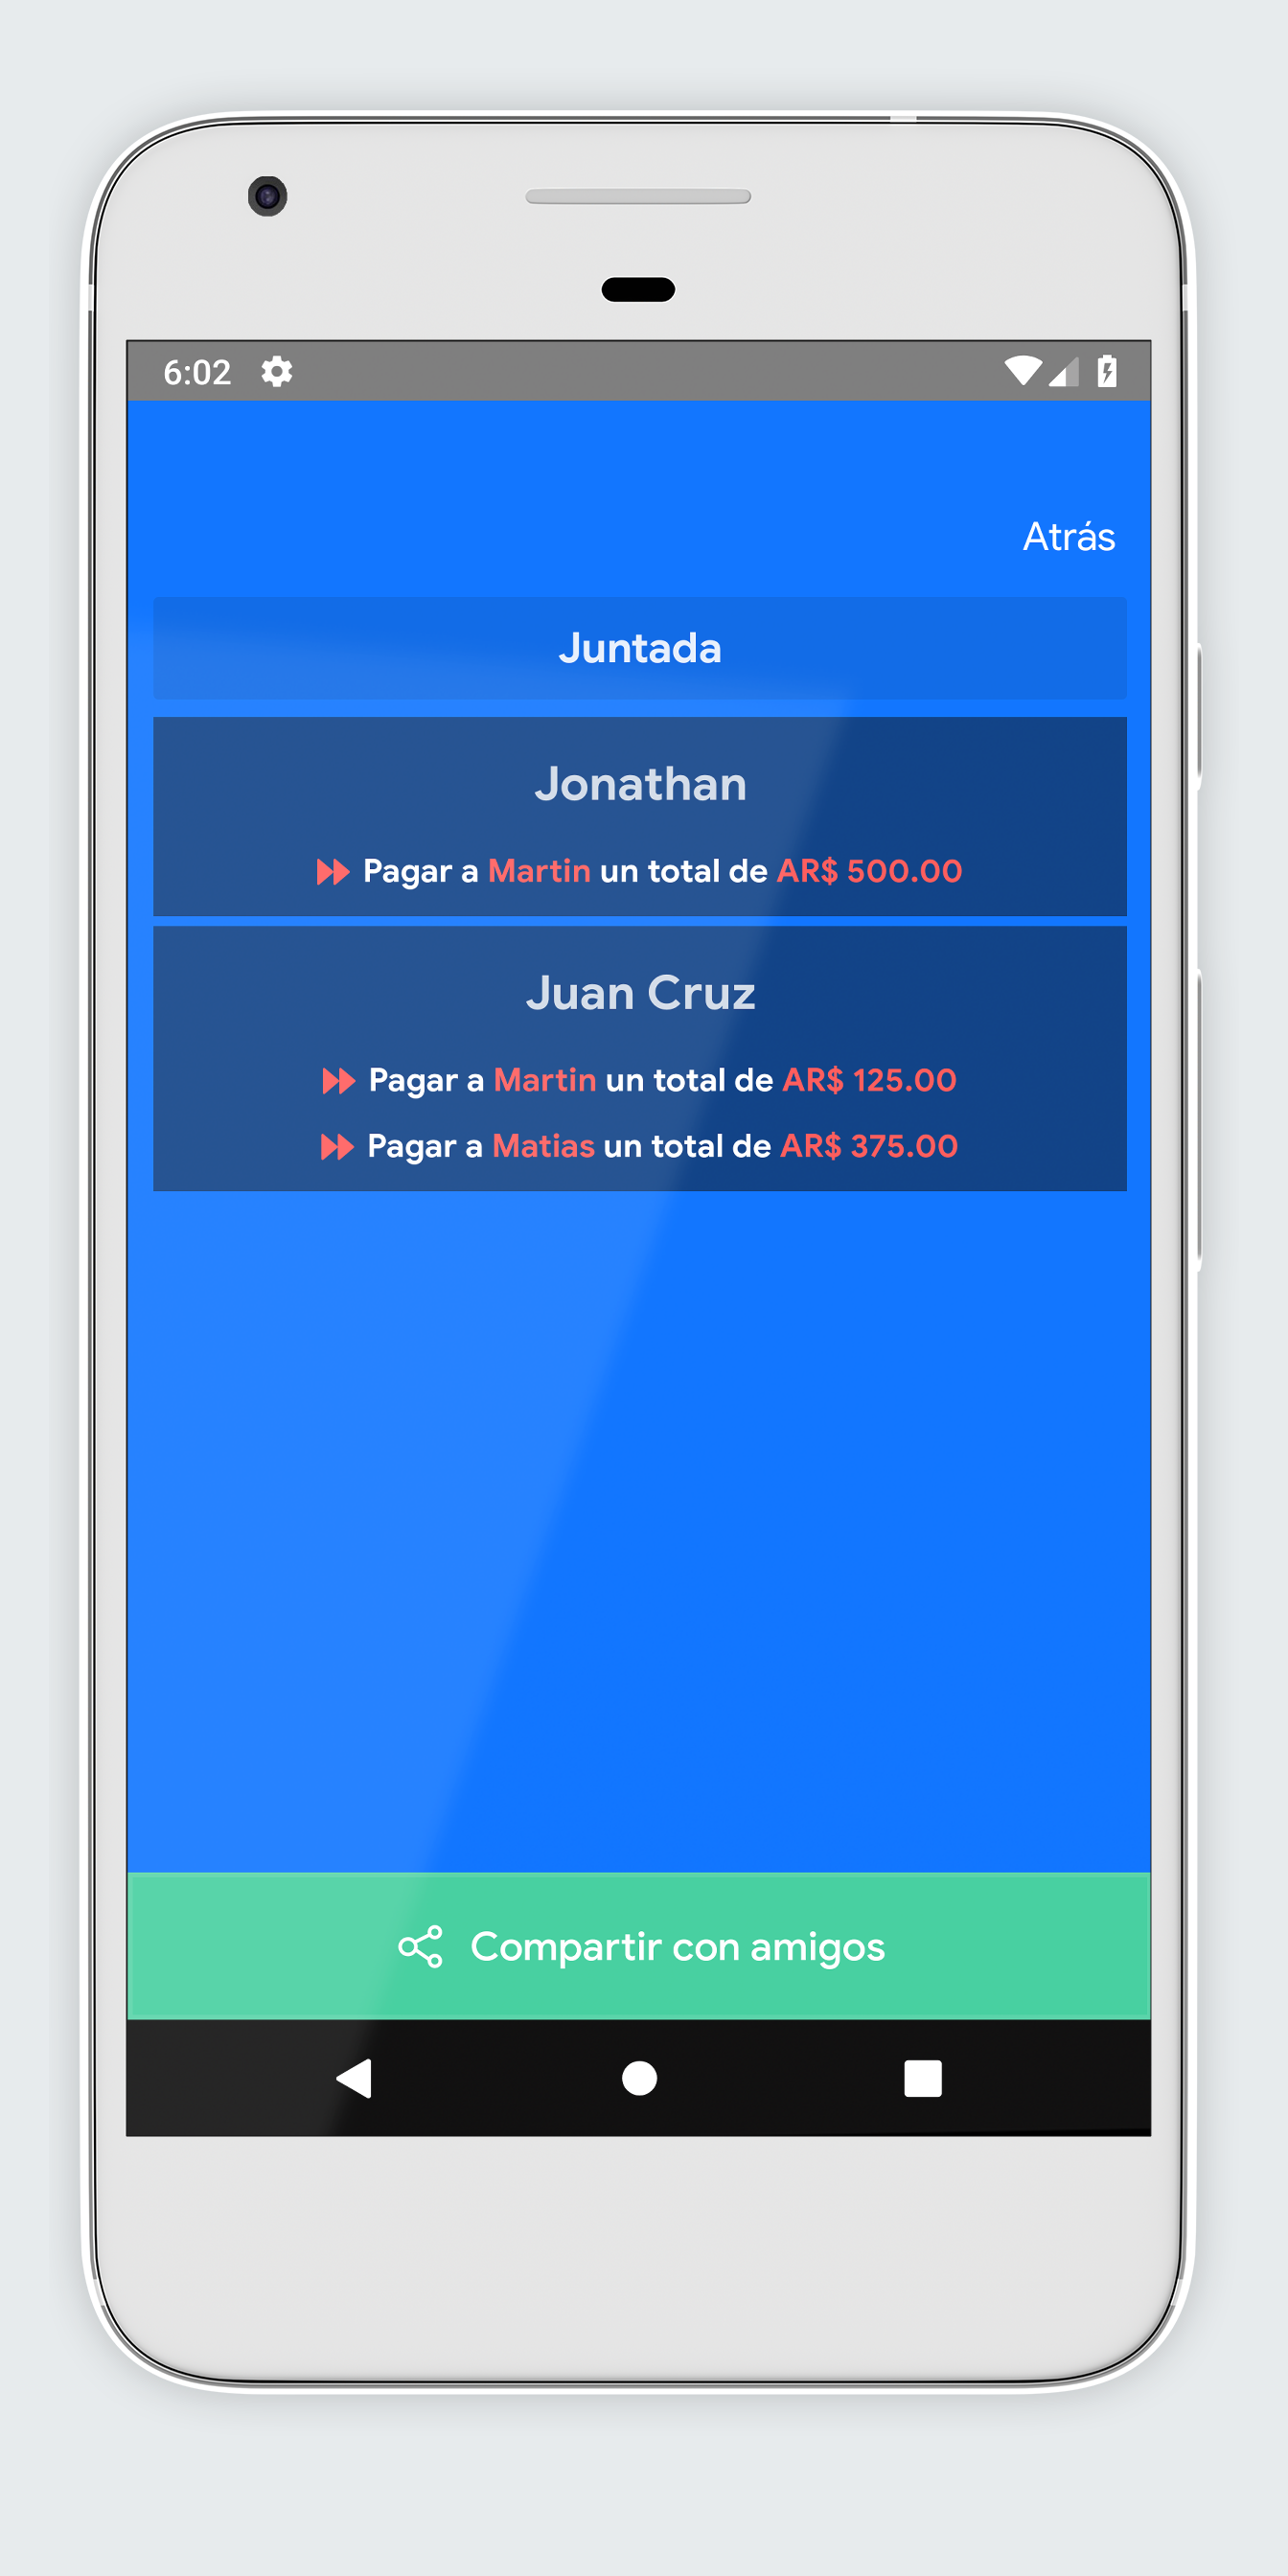 6:02
Atrás
Juntada
Jonathan
Pagar a Martin un total de AR$ 500.00
Juan Cruz
Pagar a Martin un total de AR$ 125.00
Pagar a Matias un total de AR$ 375.00
Compartir con amigos